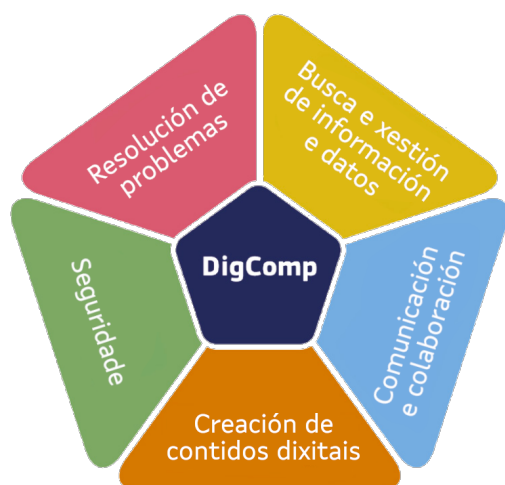 Resolución de
problemas
Busca e xestión
de información
e datos
DigComp
Seguridade
Comunicación
e colaboración
Creación de
contidos dixitais